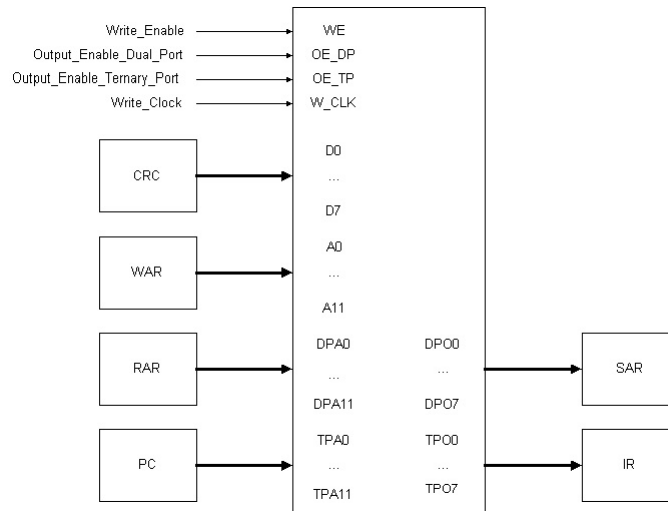 Write_Enable WE
Output_Enable_Dual_Port OE_DP
Output_Enable_Ternary_Port OE_TP
Write_Clock W_CLK
D0
CRC ...
D7
A0
WAR ...
A11
DPA0 DPO0
RAR ... ... SAR
DPA11 DPO7
TPA0 TPO0
PC ... ... IR
TPA11 TPO7